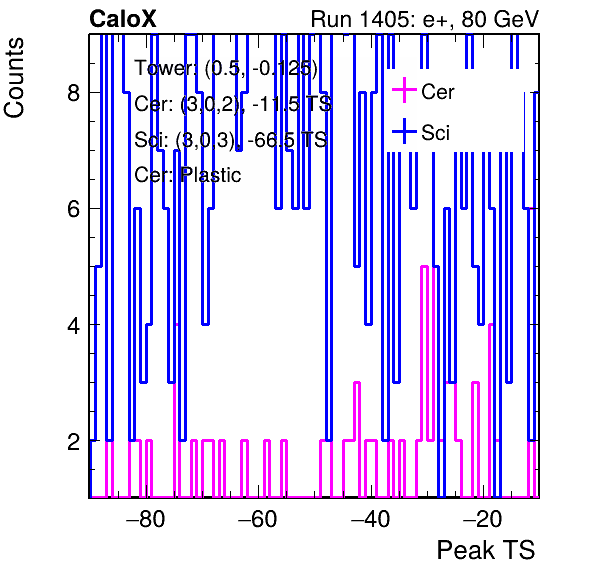 CaloX Run 1405: e+, 80 GeV
Counts
Tower: (0.5, -0.125)
Cer: (3,0,2), -11.5 TS
Sci: (3,0,3), -66.5 TS
Cer: Plastic
Cer
Sci
8
6
4
2
−80 −60 −40 −20
Peak TS